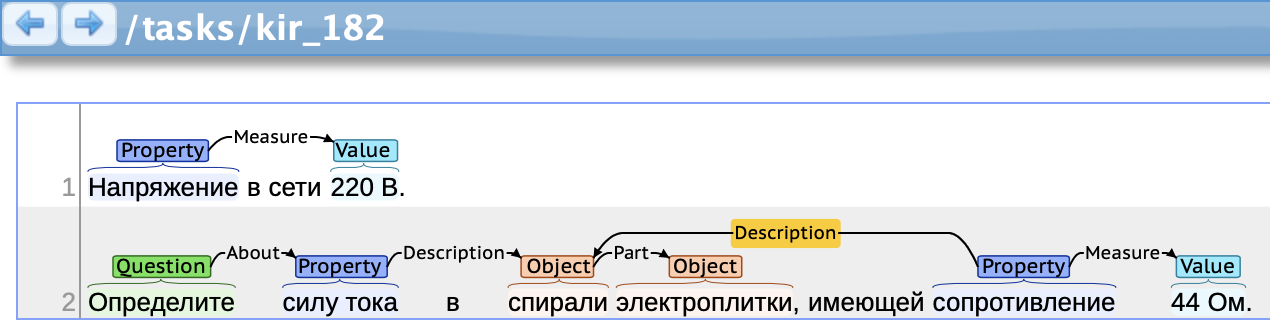 /tasks/kir_182
Measure
Property Value
1 Напряжение в сети 220 В.
Description
About Description Part Measure
Question Property Object Object Property Value
2 Определите силу тока в спирали электроплитки, имеющей сопротивление 44 Ом.